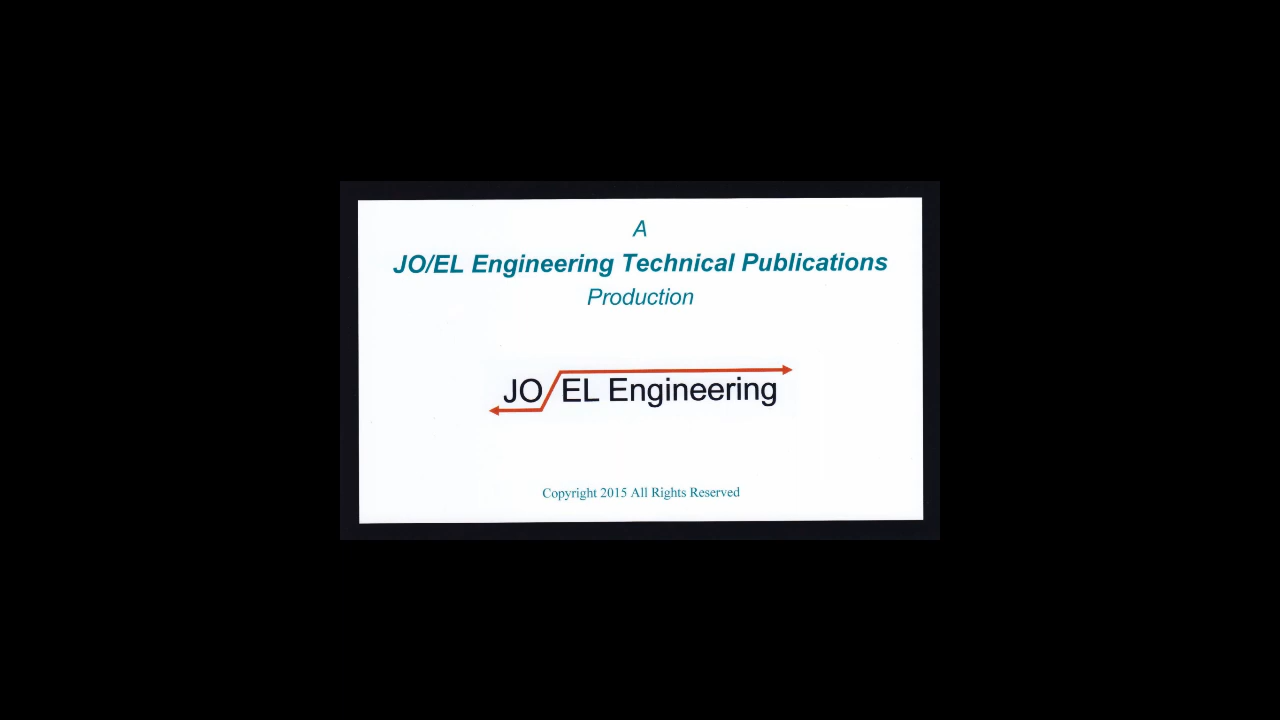 A
JO/EL Engineering Technical Publications
Production
JO/EL Engineering
Copyright 2015 All Rights Reserved